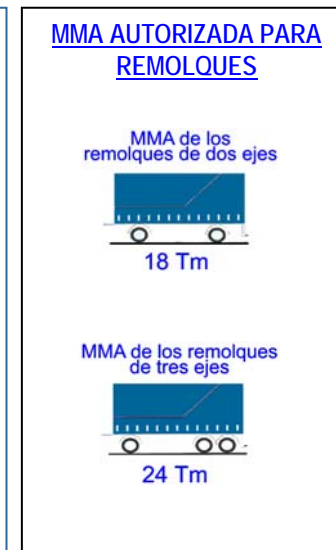 MMA AUTORIZADA PARA
REMOLQUES
MMA de los
remolques de dos ejes
18 Tm
MMA de los remolques
de tres ejes
24 Tm